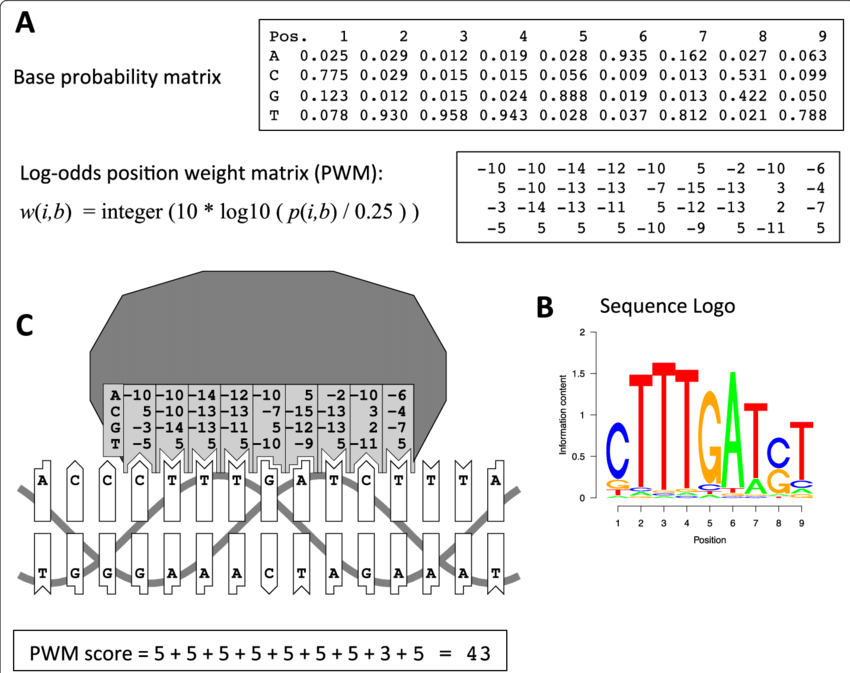 A
Base probability matrix
Pos. 1 2 3 4 5 6 7 8 9
A 0.025 0.029 0.012 0.019 0.028 0.935 0.162 0.027 0.063
C 0.775 0.029 0.015 0.015 0.056 0.009 0.013 0.531 0.099
G 0.123 0.012 0.015 0.024 0.888 0.019 0.013 0.422 0.050
T 0.078 0.930 0.958 0.943 0.028 0.037 0.812 0.021 0.788
Log-odds position weight matrix (PWM):
w(i,b) = integer (10 * log10 ( p(i,b) / 0.25 ) )
-10 -10 -14 -12 -10 5 -2 -10 -6
5 -10 -13 -13 -7 -15 -13 3 -4
-3 -14 -13 -11 5 -12 -13 2 -7
-5 5 5 5 -10 -9 5 -11 5
C
A -10 -10 -14 -12 -10 5 -2 -10 -6
C 5 -10 -13 -13 -7 -15 -13 3 -4
G -3 -14 -13 -11 5 -12 -13 2 -7
T -5 5 5 5 -10 -9 5 -11 5
A C C C T T T G A T C T T T A
T G G G A A A C T A G A A A T
PWM score = 5 + 5 + 5 + 5 + 5 + 5 + 5 + 3 + 5 = 43
B
Sequence Logo
Information content
2
1.5
1
0.5
0
C T T T G A T C T
G A G C
1 2 3 4 5 6 7 8 9
Position